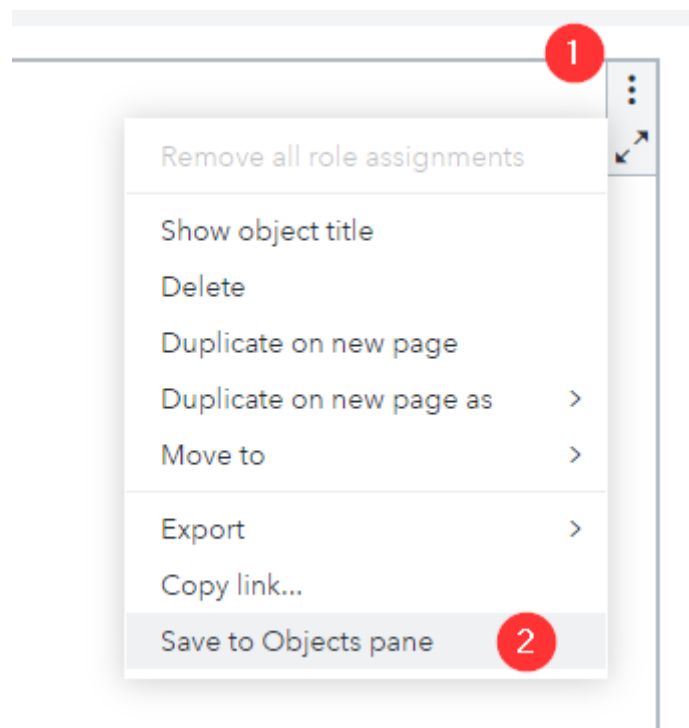 1
Remove all role assignments
Show object title
Delete
Duplicate on new page
Duplicate on new page as
Move to
Export
Copy link...
Save to Objects pane 2